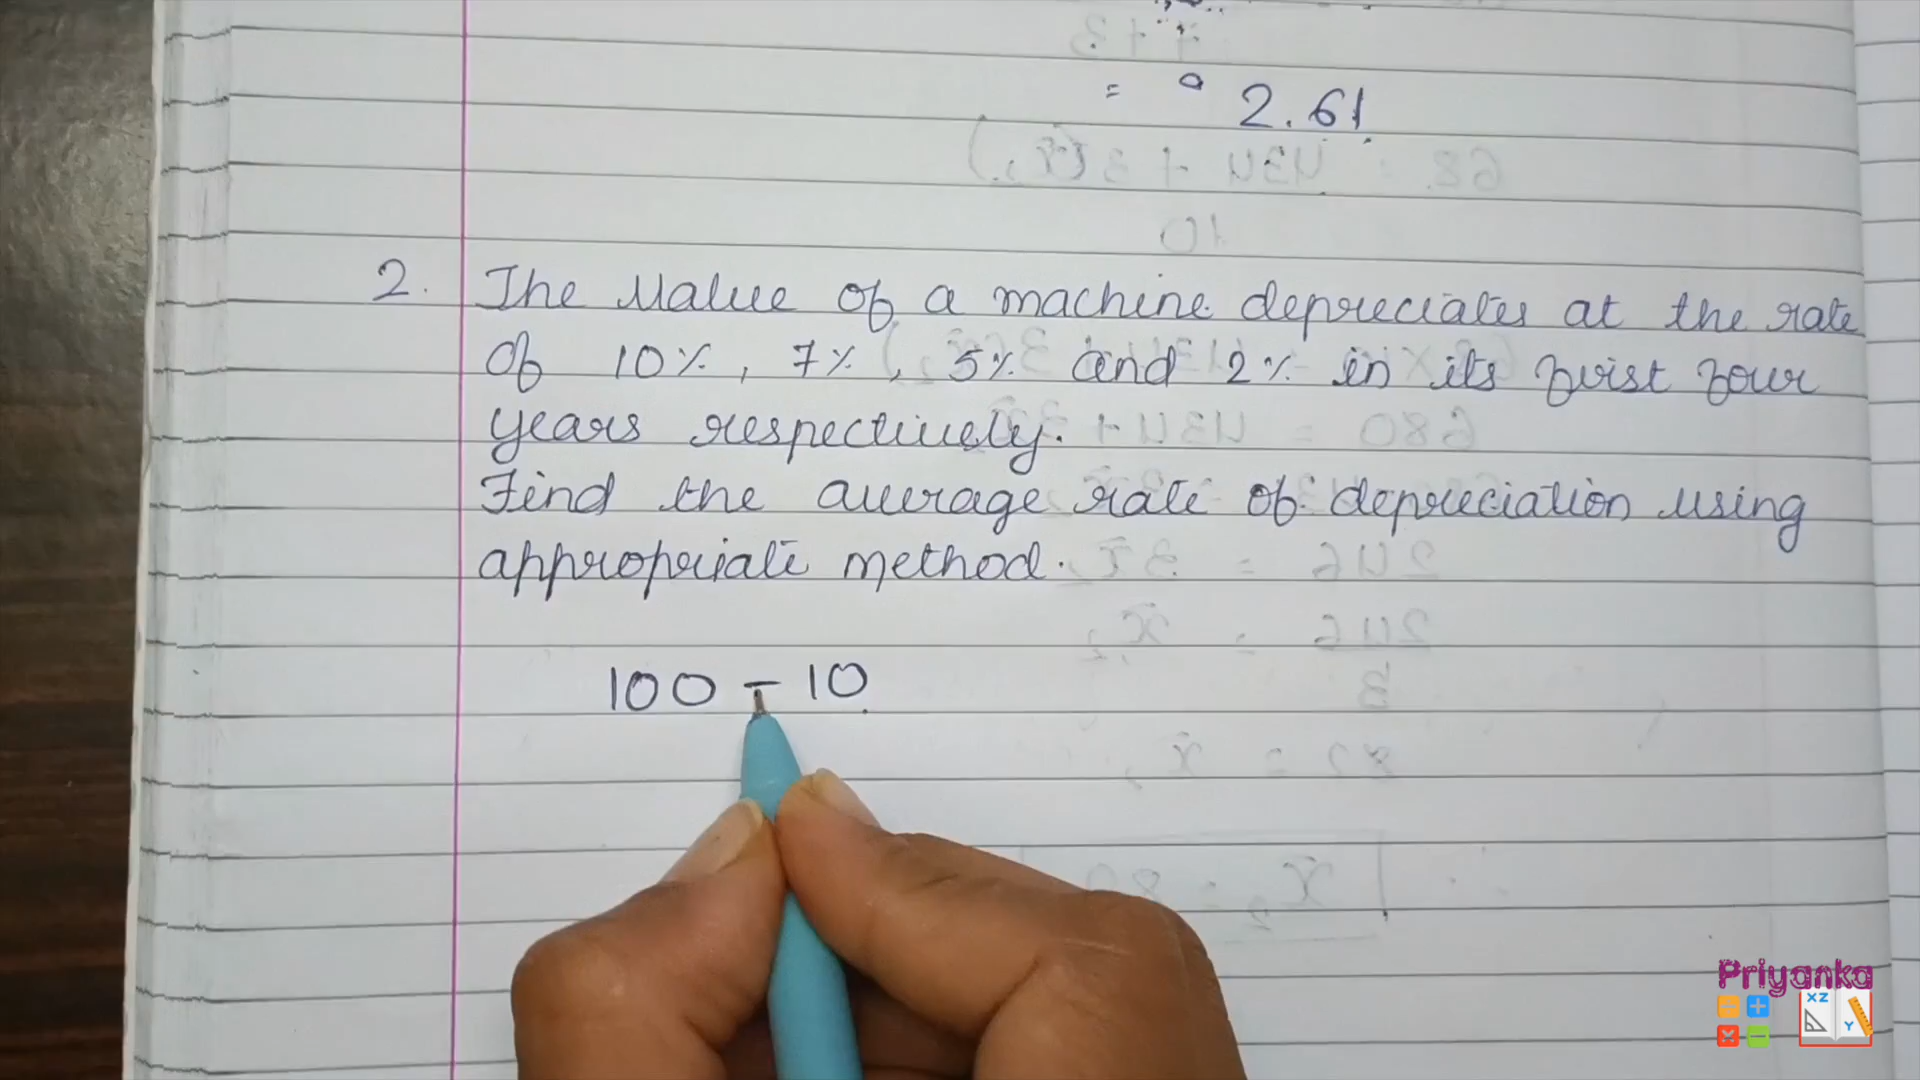 = 2.61
2. The value of a machine depreciates at the rate
of 10%, 7%, 5% and 2% in its first four
years respectively.
Find the average rate of depreciation using
appropriate method.
100 - 10
Priyanka
XZ
Y